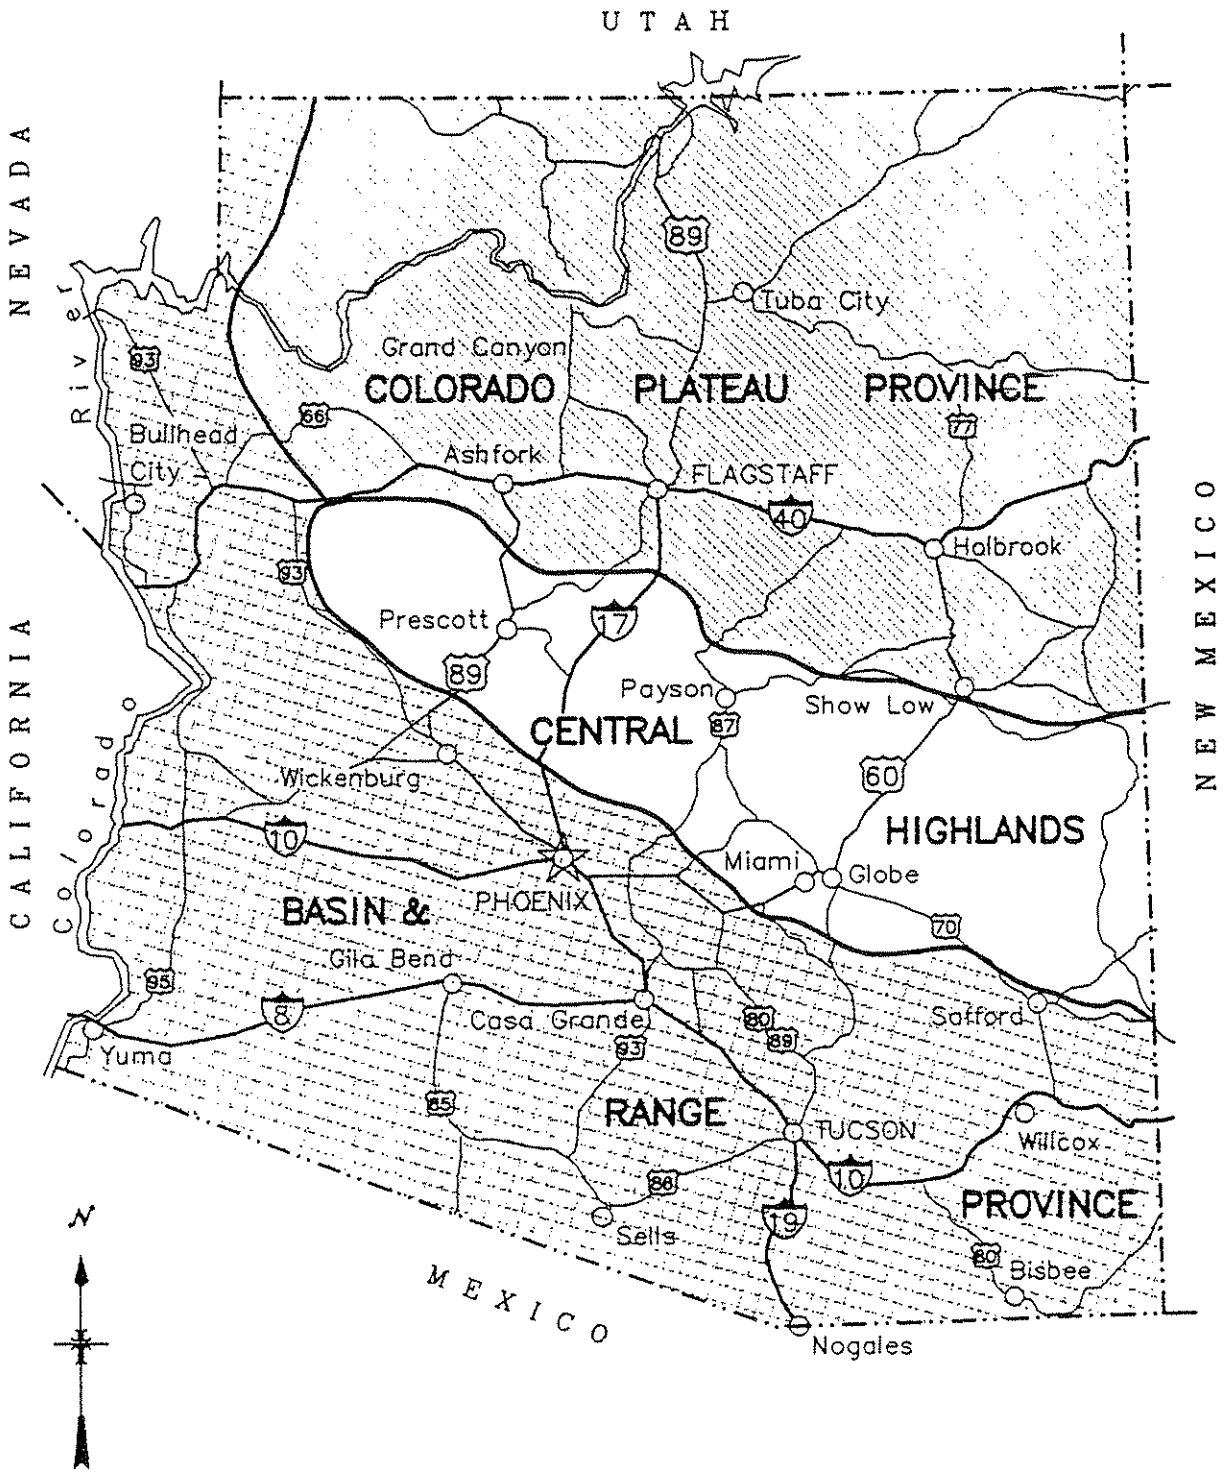 UTAH
NEVADA
89
Tuba City
River
93
Grand Canyon
COLORADO PLATEAU PROVINCE
66
77
Bullhead
City
Ashfork
FLAGSTAFF
40
Holbrook
NEW MEXICO
93
Prescott
17
CALIFORNIA
89
Payson
Show Low
87
CENTRAL
Colorado
Wickenburg
60
10
HIGHLANDS
Miami
Globe
PHOENIX
BASIN &
70
Gila Bend
95
8
Casa Grande
80
Safford
Yuma
93
89
85
RANGE
TUCSON
Willcox
86
10
PROVINCE
N
Sells
19
80
Bisbee
MEXICO
Nogales